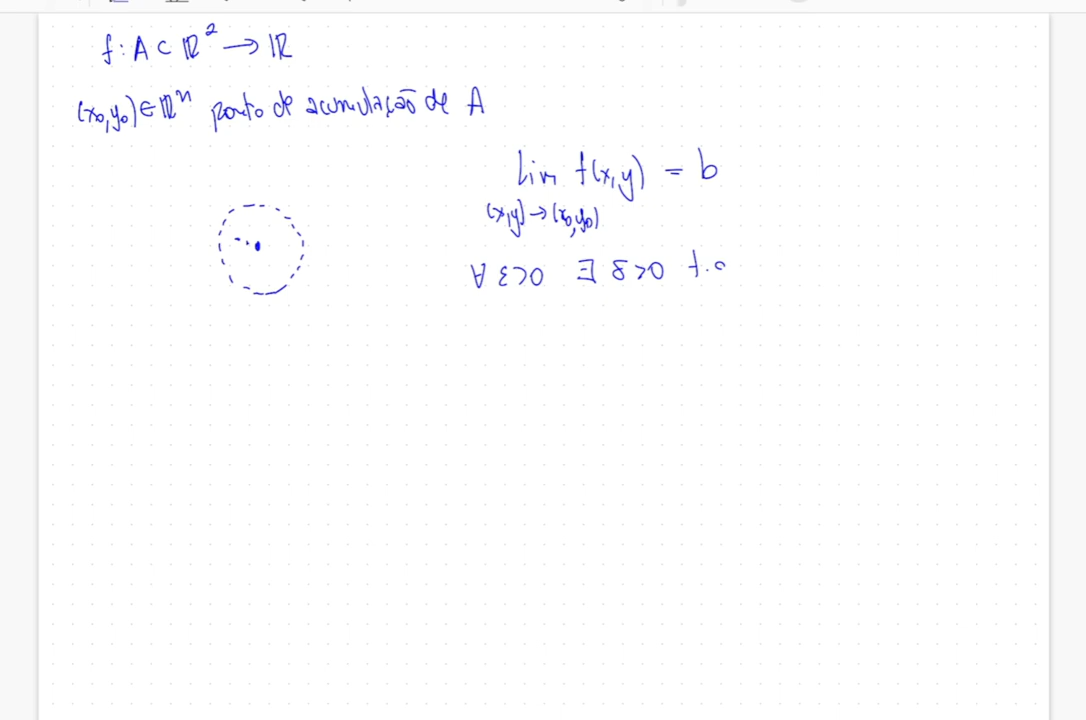 f: A ⊂ ℝ² → ℝ
(x₀,y₀) ∈ ℝⁿ ponto de acumulação de A
lim f(x,y) = b
(x,y) → (x₀,y₀)
∀ ε>0 ∃ δ>0 t.